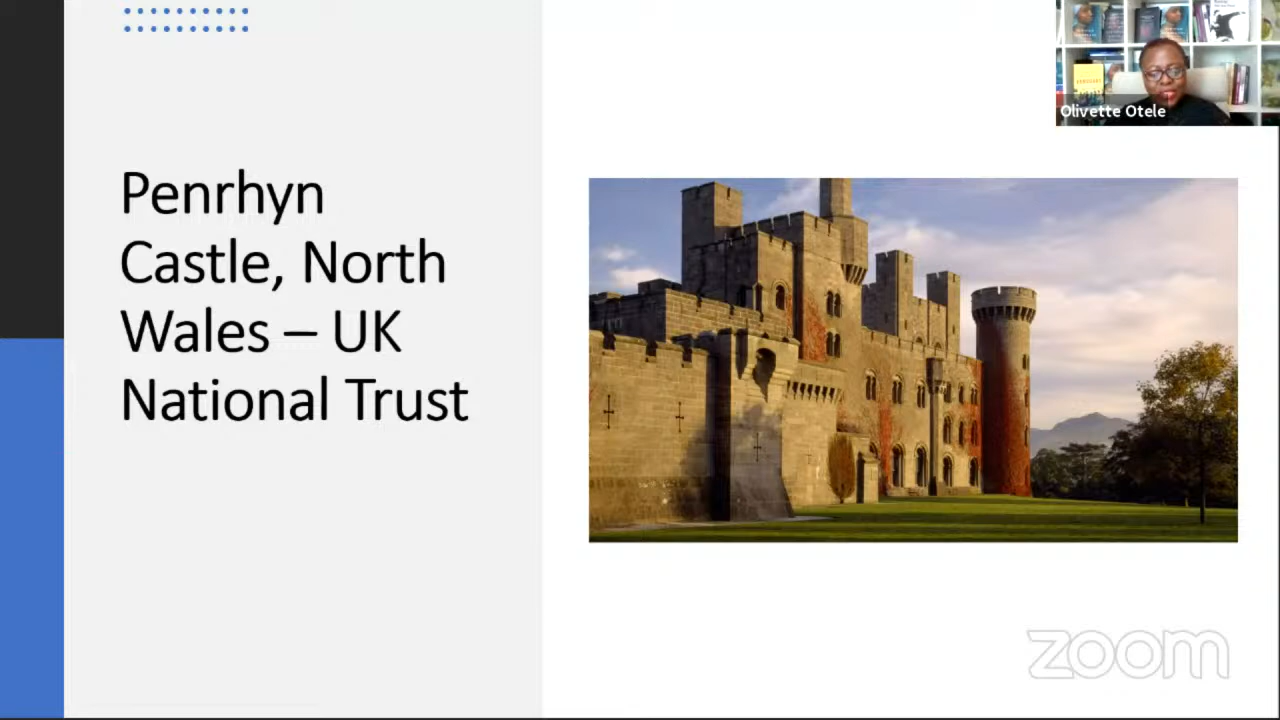 Penrhyn
Castle, North
Wales – UK
National Trust
Olivette Otele
zoom